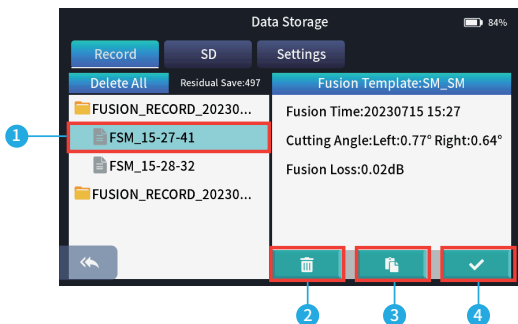 Data Storage
84%
Record SD Settings
Delete All Residual Save:497
FUSION_RECORD_20230...
FSM_15-27-41
FSM_15-28-32
FUSION_RECORD_20230...
Fusion Template:SM_SM
Fusion Time:20230715 15:27
Cutting Angle:Left:0.77° Right:0.64°
Fusion Loss:0.02dB
1
2 3 4